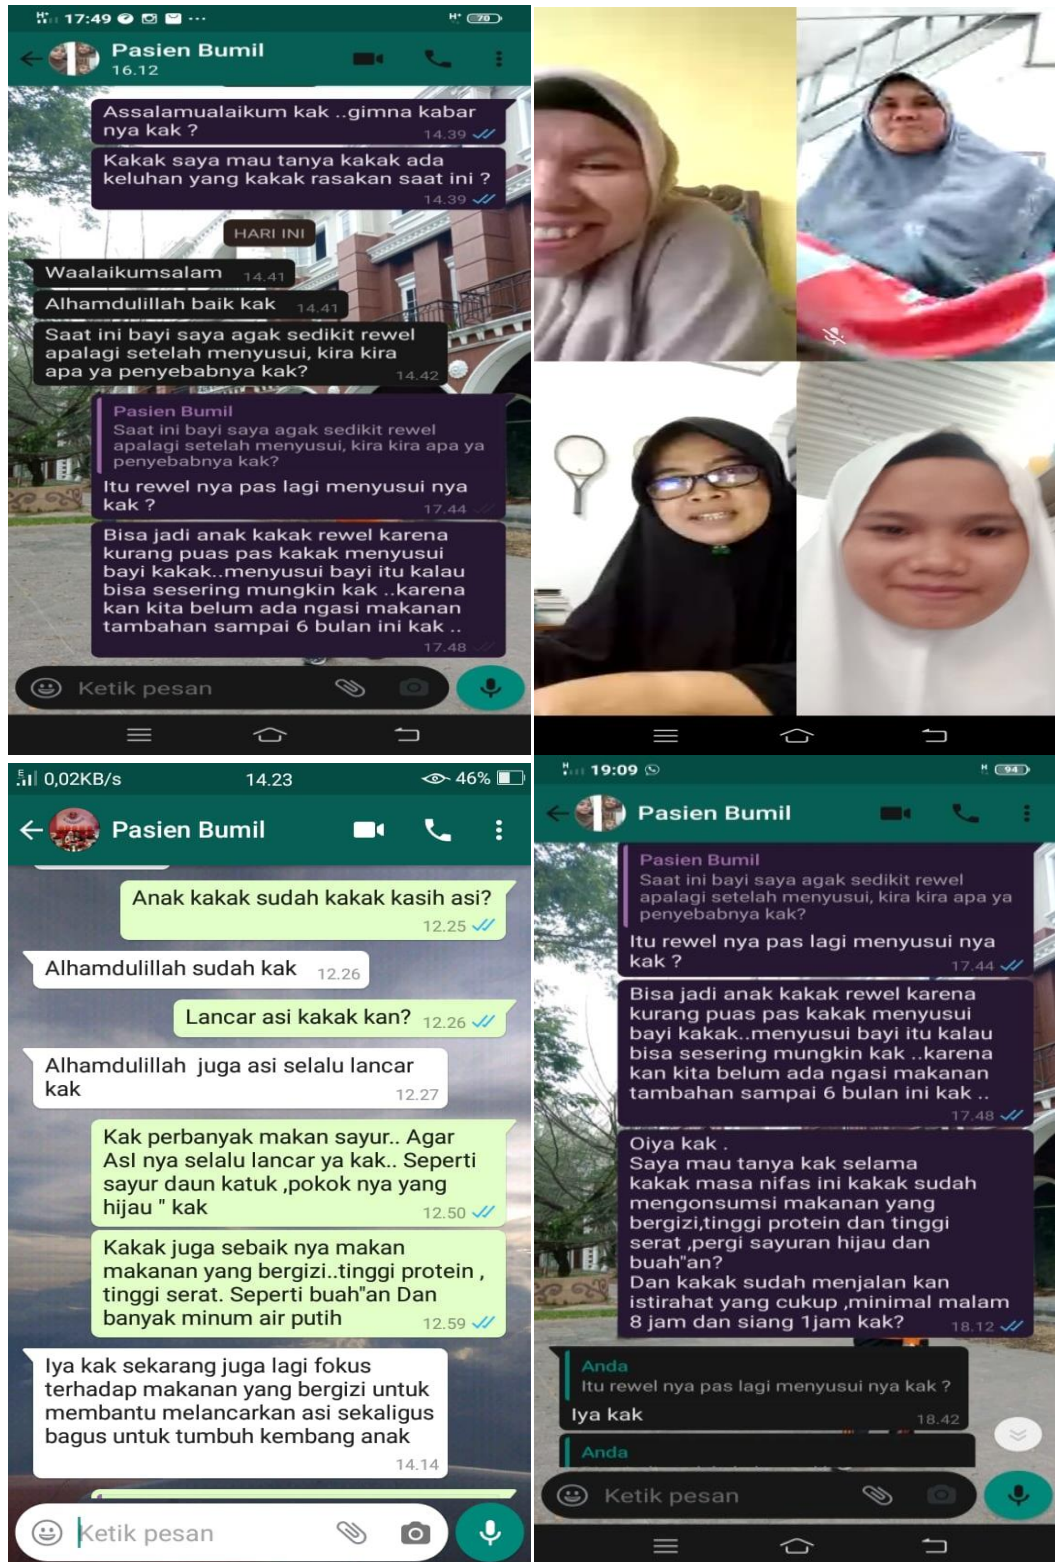 17:49
70
Pasien Bumil
16.12
Assalamualaikum kak ..gimna kabar
nya kak ?
14.39
Kakak saya mau tanya kakak ada
keluhan yang kakak rasakan saat ini ?
14.39
HARI INI
Waalaikumsalam 14.41
Alhamdulillah baik kak 14.41
Saat ini bayi saya agak sedikit rewel
apalagi setelah menyusui, kira kira
apa ya penyebabnya kak?
14.42
Pasien Bumil
Saat ini bayi saya agak sedikit rewel
apalagi setelah menyusui, kira kira apa ya
penyebabnya kak?
Itu rewel nya pas lagi menyusui nya
kak ?
17.44
Bisa jadi anak kakak rewel karena
kurang puas pas kakak menyusui
bayi kakak..menyusui bayi itu kalau
bisa sesering mungkin kak ..karena
kan kita belum ada ngasi makanan
tambahan sampai 6 bulan ini kak ..
17.48
Ketik pesan
0,02KB/s
14.23
46%
Pasien Bumil
Anak kakak sudah kakak kasih asi?
12.25
Alhamdulillah sudah kak 12.26
Lancar asi kakak kan? 12.26
Alhamdulillah juga asi selalu lancar
kak
12.27
Kak perbanyak makan sayur.. Agar
AsI nya selalu lancar ya kak.. Seperti
sayur daun katuk ,pokok nya yang
hijau " kak
12.50
Kakak juga sebaik nya makan
makanan yang bergizi..tinggi protein ,
tinggi serat. Seperti buah"an Dan
banyak minum air putih
12.59
Iya kak sekarang juga lagi fokus
terhadap makanan yang bergizi untuk
membantu melancarkan asi sekaligus
bagus untuk tumbuh kembang anak
14.14
Ketik pesan
19:09
94
Pasien Bumil
Pasien Bumil
Saat ini bayi saya agak sedikit rewel
apalagi setelah menyusui, kira kira apa ya
penyebabnya kak?
Itu rewel nya pas lagi menyusui nya
kak ?
17.44
Bisa jadi anak kakak rewel karena
kurang puas pas kakak menyusui
bayi kakak..menyusui bayi itu kalau
bisa sesering mungkin kak ..karena
kan kita belum ada ngasi makanan
tambahan sampai 6 bulan ini kak ..
17.48
Oiya kak .
Saya mau tanya kak selama
kakak masa nifas ini kakak sudah
mengonsumsi makanan yang
bergizi,tinggi protein dan tinggi
serat ,pergi sayuran hijau dan
buah"an?
Dan kakak sudah menjalan kan
istirahat yang cukup ,minimal malam
8 jam dan siang 1jam kak?
18.12
Anda
Itu rewel nya pas lagi menyusui nya kak ?
Iya kak
18.42
Anda
Ketik pesan